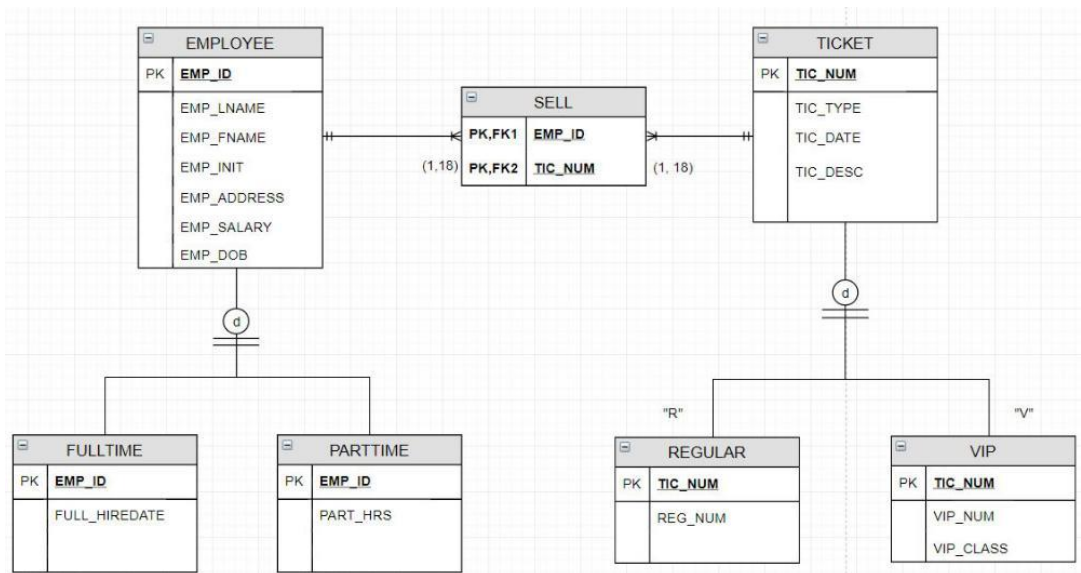 EMPLOYEE
PK EMP_ID
EMP_LNAME
EMP_FNAME
EMP_INIT
EMP_ADDRESS
EMP_SALARY
EMP_DOB
(1,18)
SELL
PK,FK1 EMP_ID
PK,FK2 TIC_NUM
(1, 18)
TICKET
PK TIC_NUM
TIC_TYPE
TIC_DATE
TIC_DESC
d
d
FULLTIME
PK EMP_ID
FULL_HIREDATE
PARTTIME
PK EMP_ID
PART_HRS
"R"
REGULAR
PK TIC_NUM
REG_NUM
"V"
VIP
PK TIC_NUM
VIP_NUM
VIP_CLASS